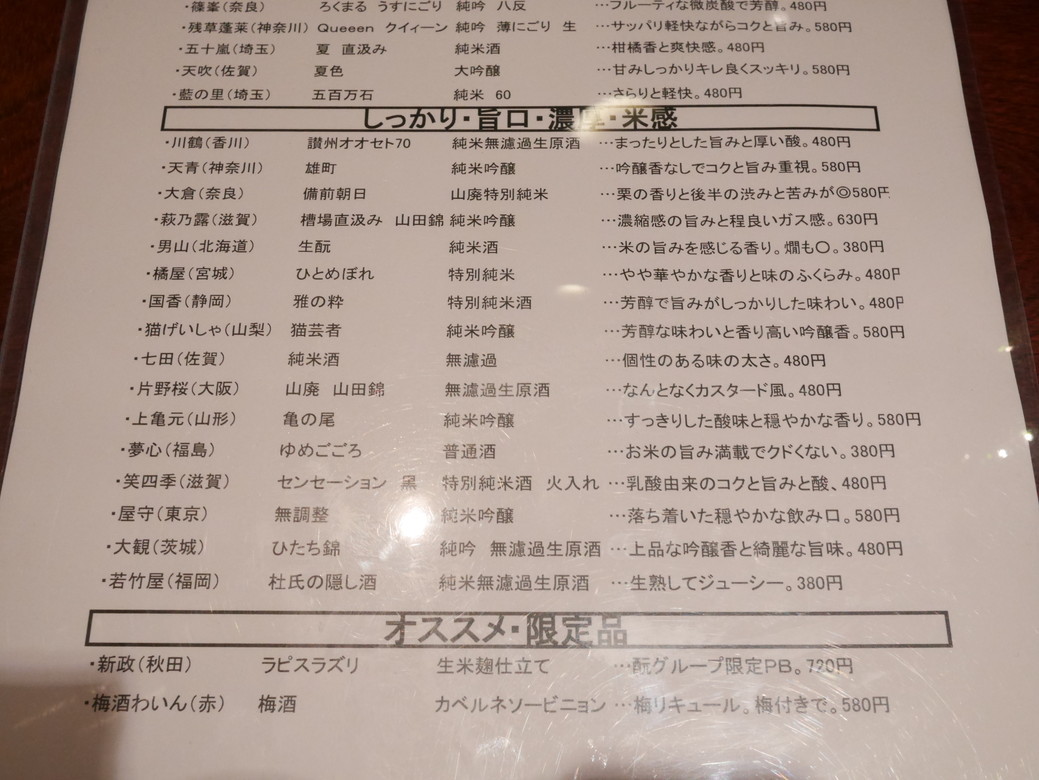 ・篠峯(奈良) ろくまる うすにごり 純吟 八反 …フルーティな微炭酸で芳醇。480円
・残草蓬莱(神奈川) Queeen クイィーン 純吟 薄にごり 生 …サッパリ軽快ながらコクと旨み。580円
・五十嵐(埼玉) 夏 直汲み 純米酒 …柑橘香と爽快感。480円
・天吹(佐賀) 夏色 大吟醸 …甘みしっかりキレ良くスッキリ。580円
・藍の里(埼玉) 五百万石 純米 60 …さらりと軽快。480円
しっかり・旨口・濃厚・米感
・川鶴(香川) 讃州オオセト70 純米無濾過生原酒 …まったりとした旨みと厚い酸。480円
・天青(神奈川) 雄町 純米吟醸 …吟醸香なしでコクと旨み重視。580円
・大倉(奈良) 備前朝日 山廃特別純米 …栗の香りと後半の渋みと苦みが◎580円
・萩乃露(滋賀) 槽場直汲み 山田錦 純米吟醸 …濃縮感の旨みと程良いガス感。630円
・男山(北海道) 生酛 純米酒 …米の旨みを感じる香り。燗も〇。380円
・橘屋(宮城) ひとめぼれ 特別純米 …やや華やかな香りと味のふくらみ。480円
・国香(静岡) 雅の粋 特別純米酒 …芳醇で旨みがしっかりした味わい。480円
・猫げいしゃ(山梨) 猫芸者 純米吟醸 …芳醇な味わいと香り高い吟醸香。580円
・七田(佐賀) 純米酒 無濾過 …個性のある味の太さ。480円
・片野桜(大阪) 山廃 山田錦 無濾過生原酒 …なんとなくカスタード風。480円
・上亀元(山形) 亀の尾 純米吟醸 …すっきりした酸味と穏やかな香り。580円
・夢心(福島) ゆめごごろ 普通酒 …お米の旨み満載でクドくない。380円
・笑四季(滋賀) センセーション 黒 特別純米酒 火入れ …乳酸由来のコクと旨みと酸、480円
・屋守(東京) 無調整 純米吟醸 …落ち着いた穏やかな飲み口。580円
・大観(茨城) ひたち錦 純吟 無濾過生原酒 …上品な吟醸香と綺麗な旨味。480円
・若竹屋(福岡) 杜氏の隠し酒 純米無濾過生原酒 …生熟してジューシー。380円
オススメ・限定品
・新政(秋田) ラピスラズリ 生米麹仕立て …酛グループ限定PB。720円
・梅酒わいん(赤) 梅酒 カベルネソービニョン …梅リキュール。梅付きで。580円